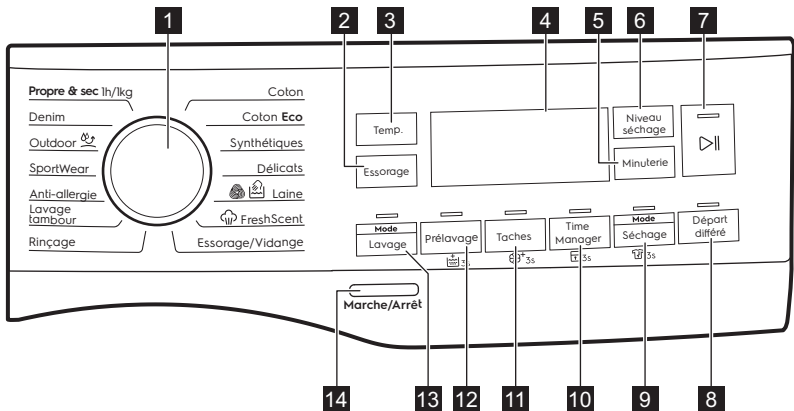 1
2
3
4
5
6
7
Propre & sec 1h/1kg
Denim
Outdoor
SportWear
Anti-allergie
Lavage
tambour
Rinçage
Coton
Coton Eco
Synthétiques
Délicats
Laine
FreshScent
Essorage/Vidange
Temp.
Essorage
Niveau
séchage
Minuterie
Mode
Lavage
Prélavage
3s
Taches
3s
Time
Manager
3s
Mode
Séchage
3s
Départ
différé
Marche/Arrêt
14
13
12
11
10
9
8